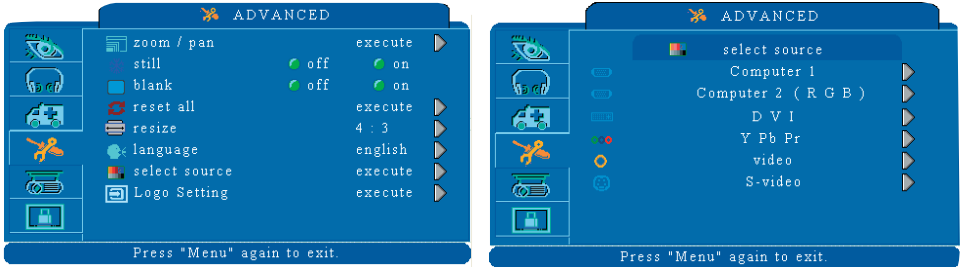 ADVANCED
zoom / pan execute
still off on
blank off on
reset all execute
resize 4 : 3
language english
select source execute
Logo Setting execute
Press "Menu" again to exit.
ADVANCED
select source
Computer 1
Computer 2 ( R G B )
D V I
Y Pb Pr
video
S-video
Press "Menu" again to exit.